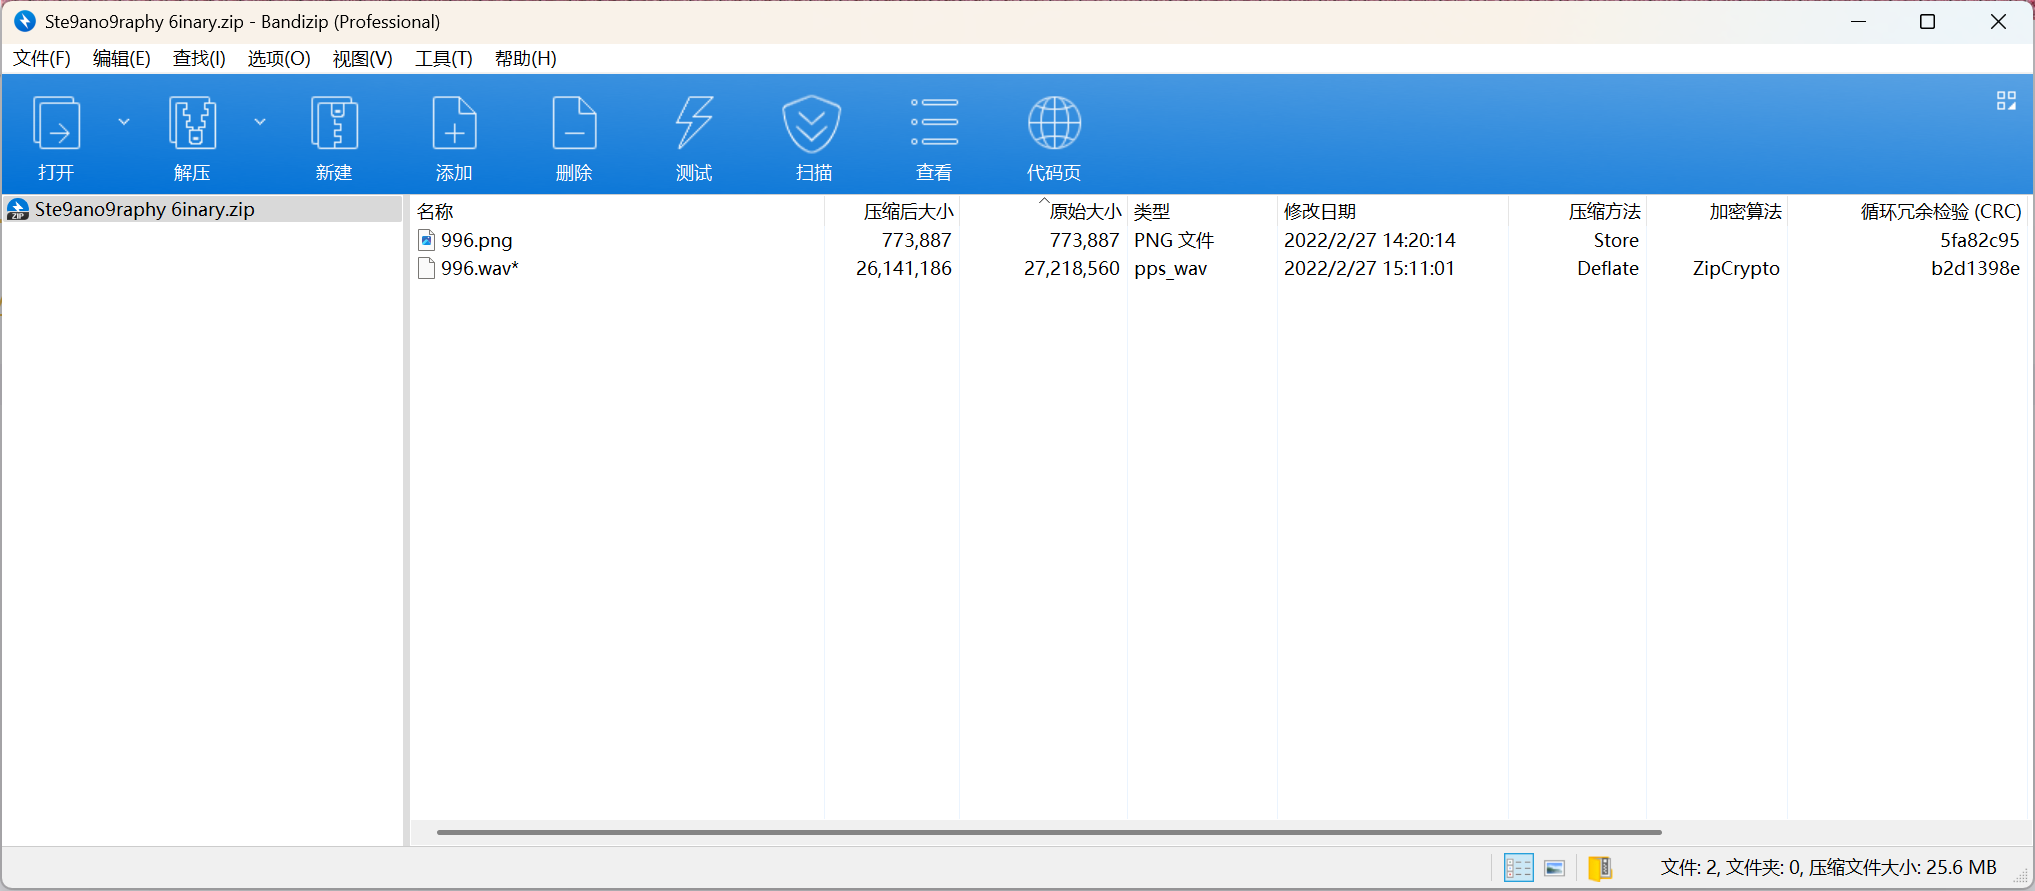 Ste9ano9raphy 6inary.zip - Bandizip (Professional)
文件(F) 编辑(E) 查找(I) 选项(O) 视图(V) 工具(T) 帮助(H)
打开 解压 新建 添加 删除 测试 扫描 查看 代码页
ZIP Ste9ano9raphy 6inary.zip
名称 压缩后大小 原始大小 类型 修改日期 压缩方法 加密算法 循环冗余检验 (CRC)
996.png 773,887 773,887 PNG 文件 2022/2/27 14:20:14 Store 5fa82c95
996.wav* 26,141,186 27,218,560 pps_wav 2022/2/27 15:11:01 Deflate ZipCrypto b2d1398e
文件: 2, 文件夹: 0, 压缩文件大小: 25.6 MB